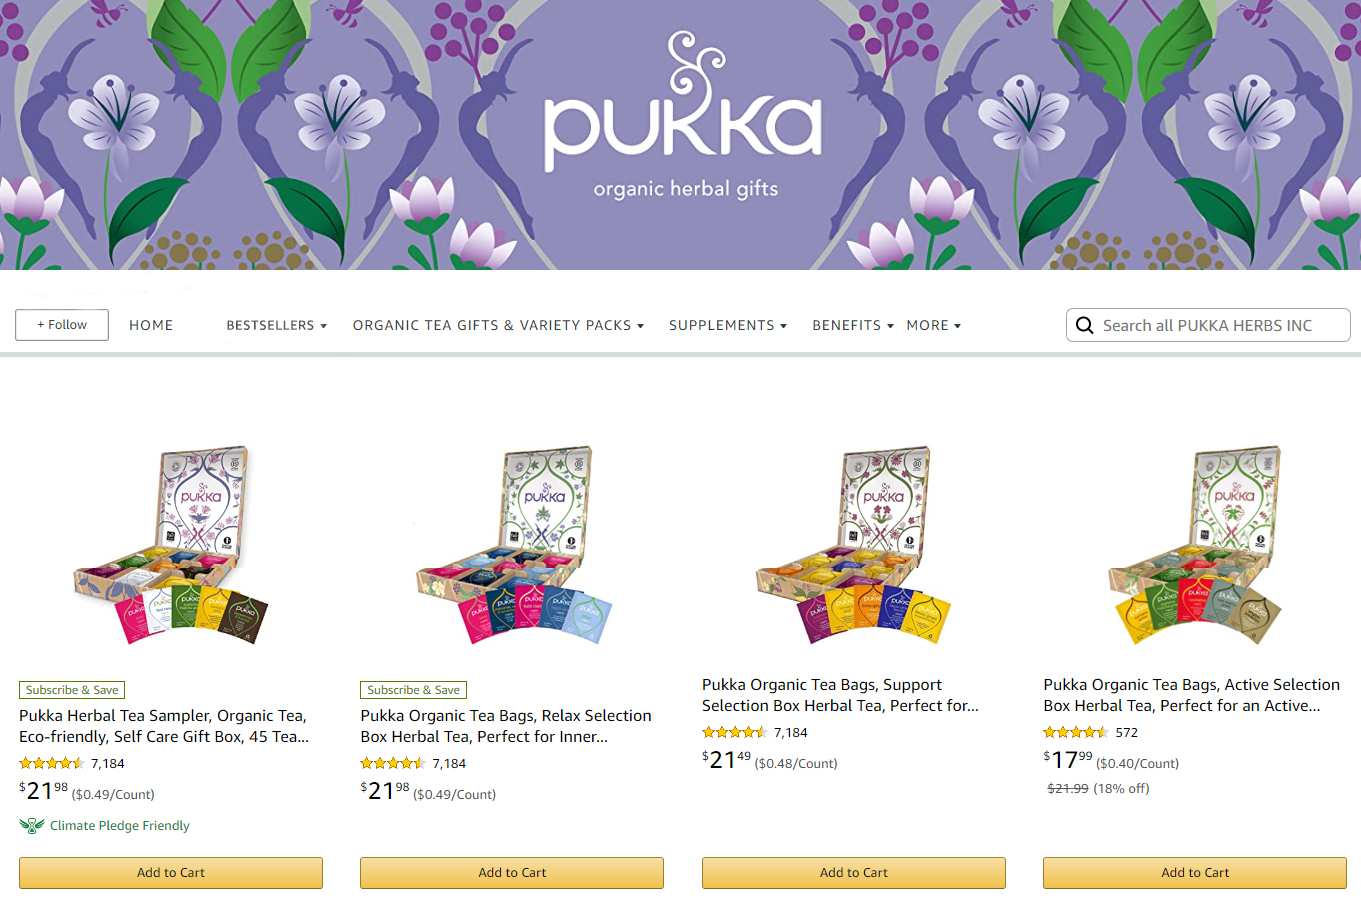 pukka
organic herbal gifts
+ Follow
HOME
BESTSELLERS
ORGANIC TEA GIFTS & VARIETY PACKS
SUPPLEMENTS
BENEFITS
MORE
Search all PUKKA HERBS INC
pukka
pukka
pukka
pukka
Subscribe & Save
Pukka Herbal Tea Sampler, Organic Tea,
Eco-friendly, Self Care Gift Box, 45 Tea...
7,184
$21.98 ($0.49/Count)
Climate Pledge Friendly
Add to Cart
Subscribe & Save
Pukka Organic Tea Bags, Relax Selection
Box Herbal Tea, Perfect for Inner...
7,184
$21.98 ($0.49/Count)
Add to Cart
Pukka Organic Tea Bags, Support
Selection Box Herbal Tea, Perfect for...
7,184
$21.49 ($0.48/Count)
Add to Cart
Pukka Organic Tea Bags, Active Selection
Box Herbal Tea, Perfect for an Active...
572
$17.99 ($0.40/Count)
$21.99 (18% off)
Add to Cart